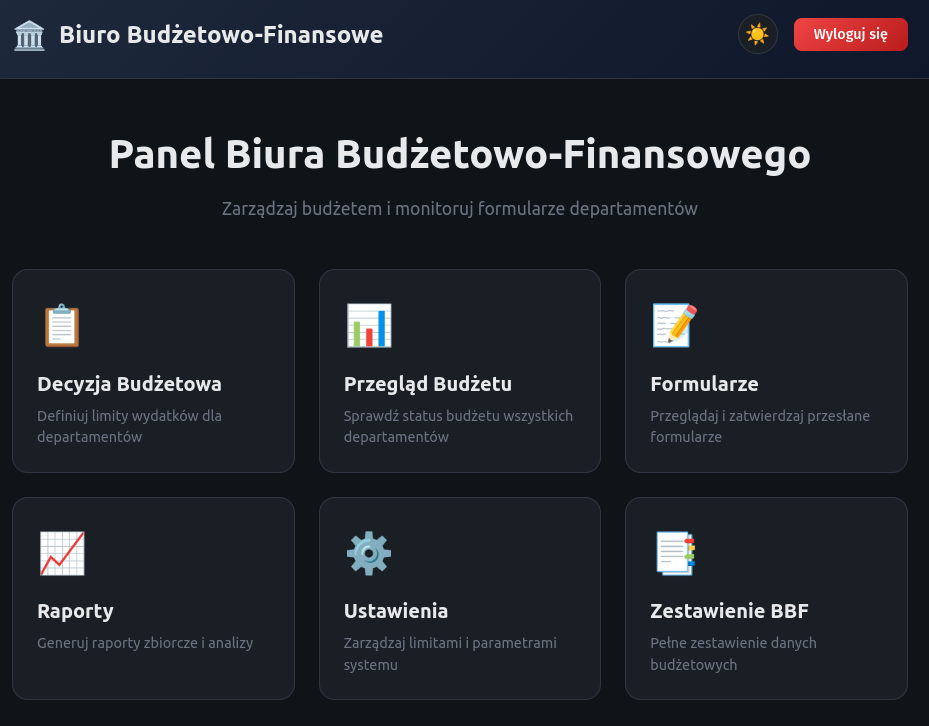 Biuro Budżetowo-Finansowe
Wyloguj się
Panel Biura Budżetowo-Finansowego
Zarządzaj budżetem i monitoruj formularze departamentów
Decyzja Budżetowa
Definiuj limity wydatków dla
departamentów
Przegląd Budżetu
Sprawdź status budżetu wszystkich
departamentów
Formularze
Przeglądaj i zatwierdzaj przesłane
formularze
Raporty
Generuj raporty zbiorcze i analizy
Ustawienia
Zarządzaj limitami i parametrami
systemu
Zestawienie BBF
Pełne zestawienie danych
budżetowych